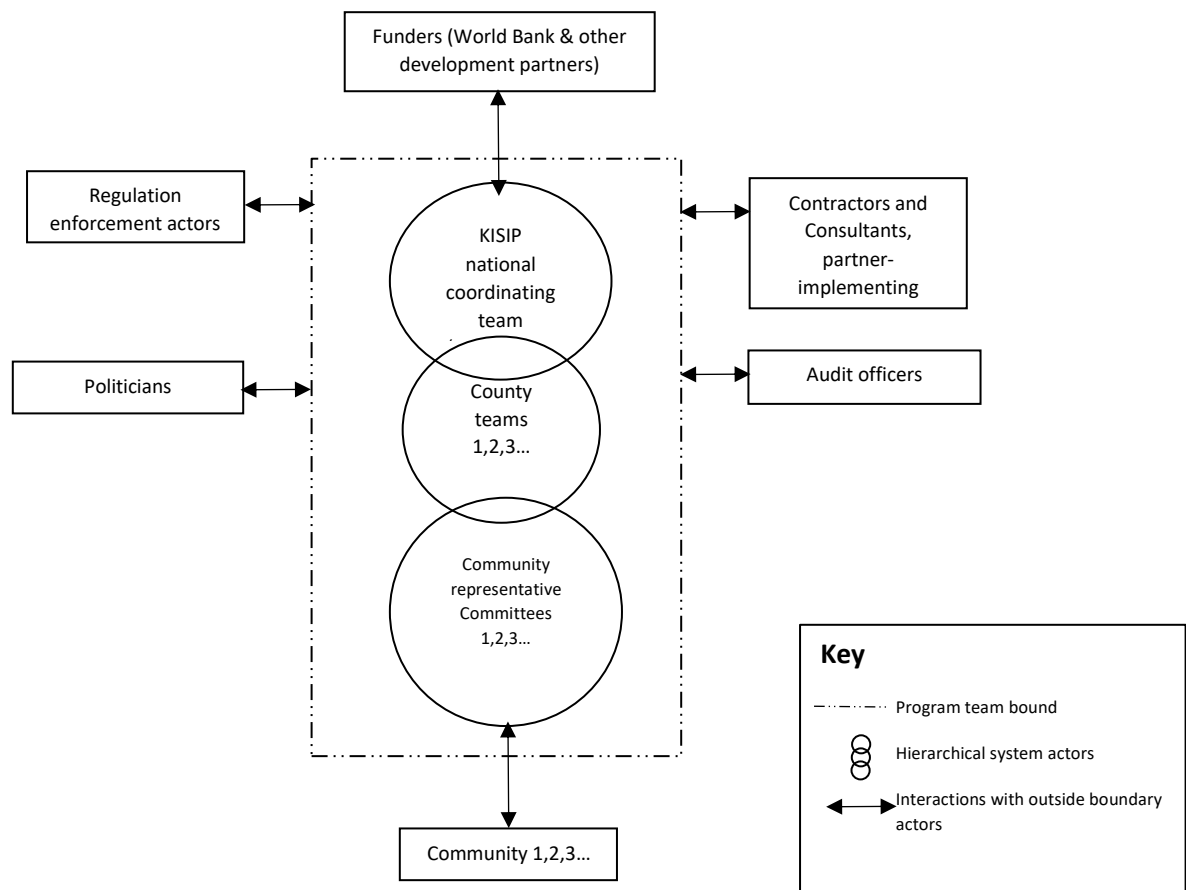 Funders (World Bank & other
development partners)
Regulation
enforcement actors
Contractors and
Consultants,
partner-
implementing
KISIP
national
coordinating
team
Politicians
Audit officers
County
teams
1,2,3...
Community
representative
Committees
1,2,3...
Community 1,2,3...
Key
Program team bound
Hierarchical system actors
Interactions with outside boundary
actors